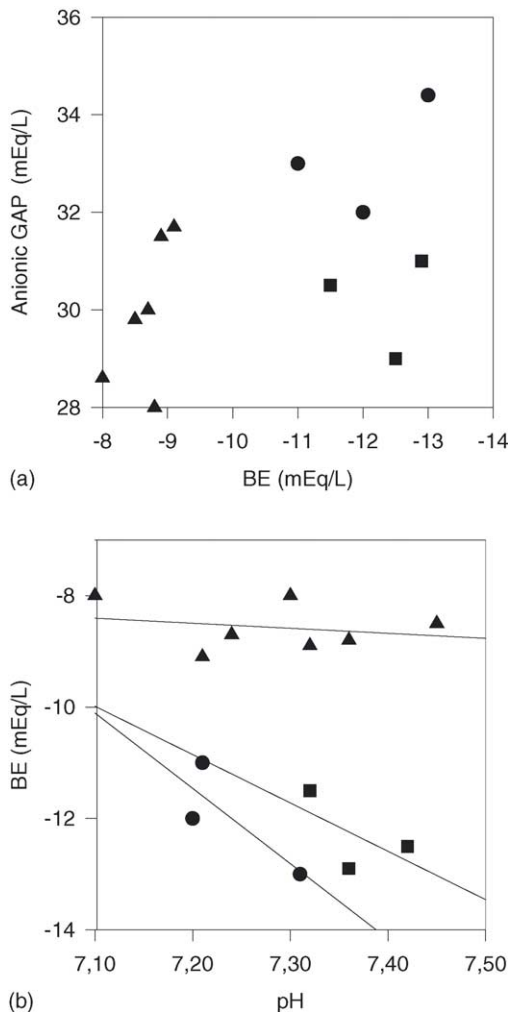 36
34
32
30
28
Anionic GAP (mEq/L)
-8 -9 -10 -11 -12 -13 -14
BE (mEq/L)
(a)
-8
-10
-12
-14
BE (mEq/L)
7,10 7,20 7,30 7,40 7,50
pH
(b)